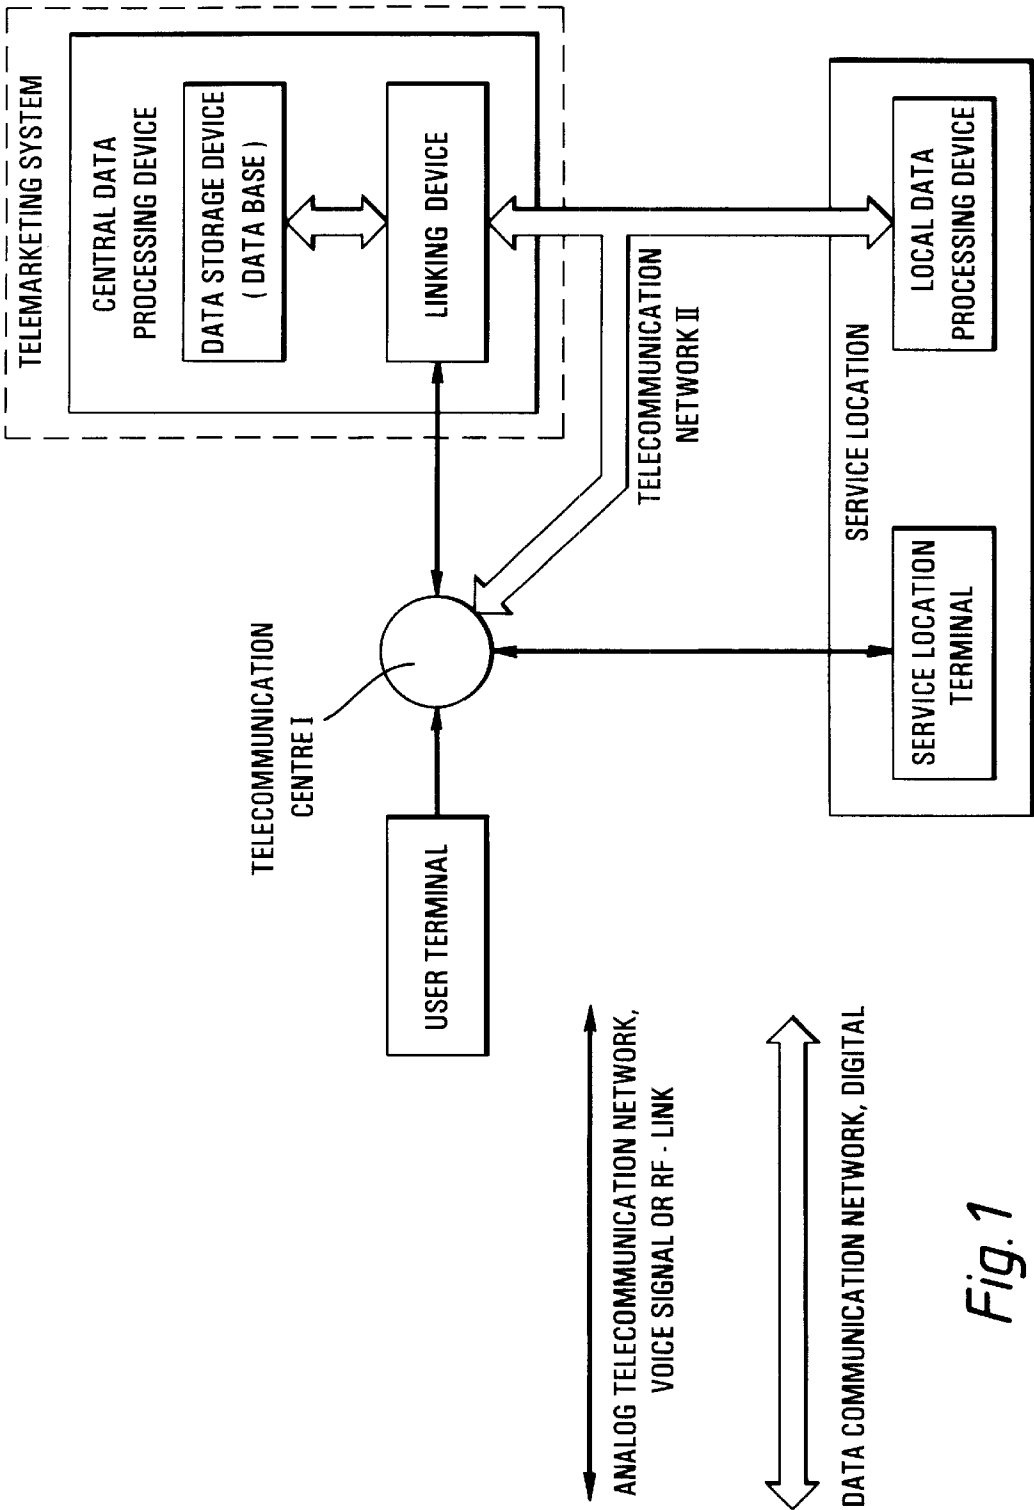 TELEMARKETING SYSTEM
CENTRAL DATA
PROCESSING DEVICE
DATA STORAGE DEVICE
( DATA BASE )
LINKING DEVICE
TELECOMMUNICATION
CENTRE I
USER TERMINAL
TELECOMMUNICATION
NETWORK II
SERVICE LOCATION
SERVICE LOCATION
TERMINAL
LOCAL DATA
PROCESSING DEVICE
ANALOG TELECOMMUNICATION NETWORK,
VOICE SIGNAL OR RF - LINK
DATA COMMUNICATION NETWORK, DIGITAL
Fig. 1